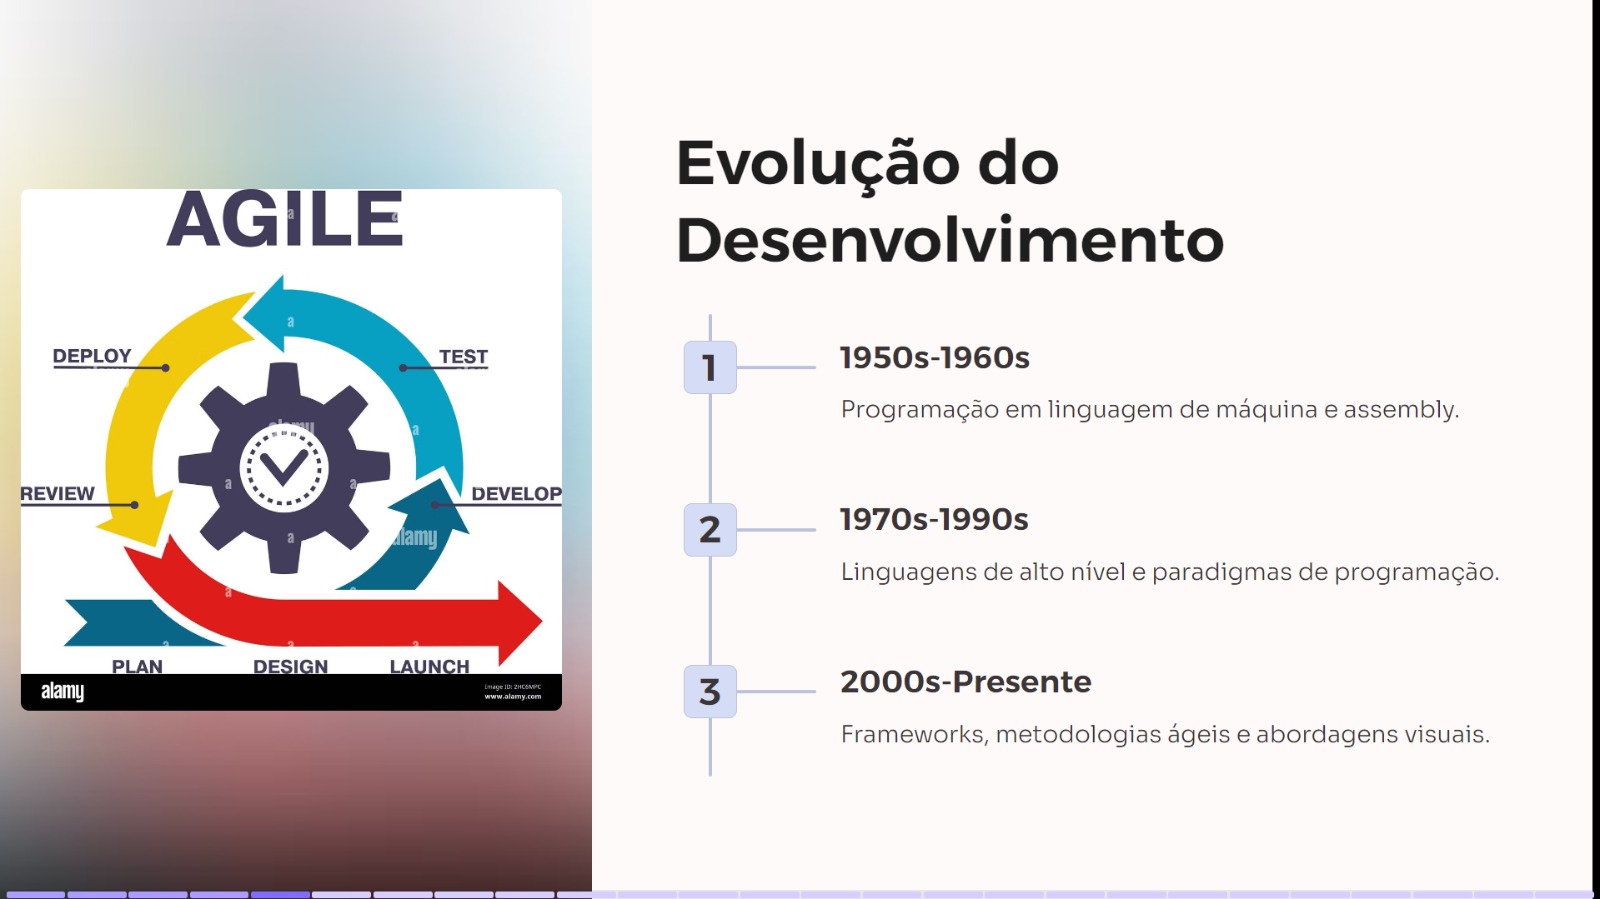 AGILE
DEPLOY
TEST
REVIEW
DEVELOP
PLAN
DESIGN
LAUNCH
alamy
alamy
alamy
Image ID: 2HC6MPC
www.alamy.com
Evolução do
Desenvolvimento
1
1950s-1960s
Programação em linguagem de máquina e assembly.
2
1970s-1990s
Linguagens de alto nível e paradigmas de programação.
3
2000s-Presente
Frameworks, metodologias ágeis e abordagens visuais.